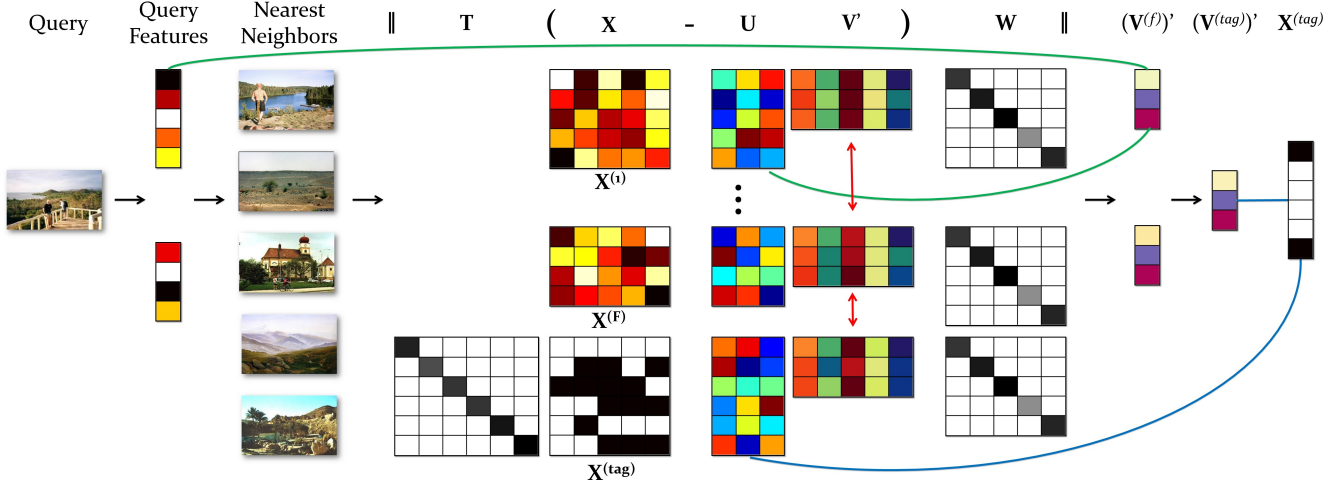 Query
Query
Features
Nearest
Neighbors
‖ T ( X - U V' ) W ‖ (V(f))' (V(tag))' X(tag)
X(1)
X(F)
X(tag)